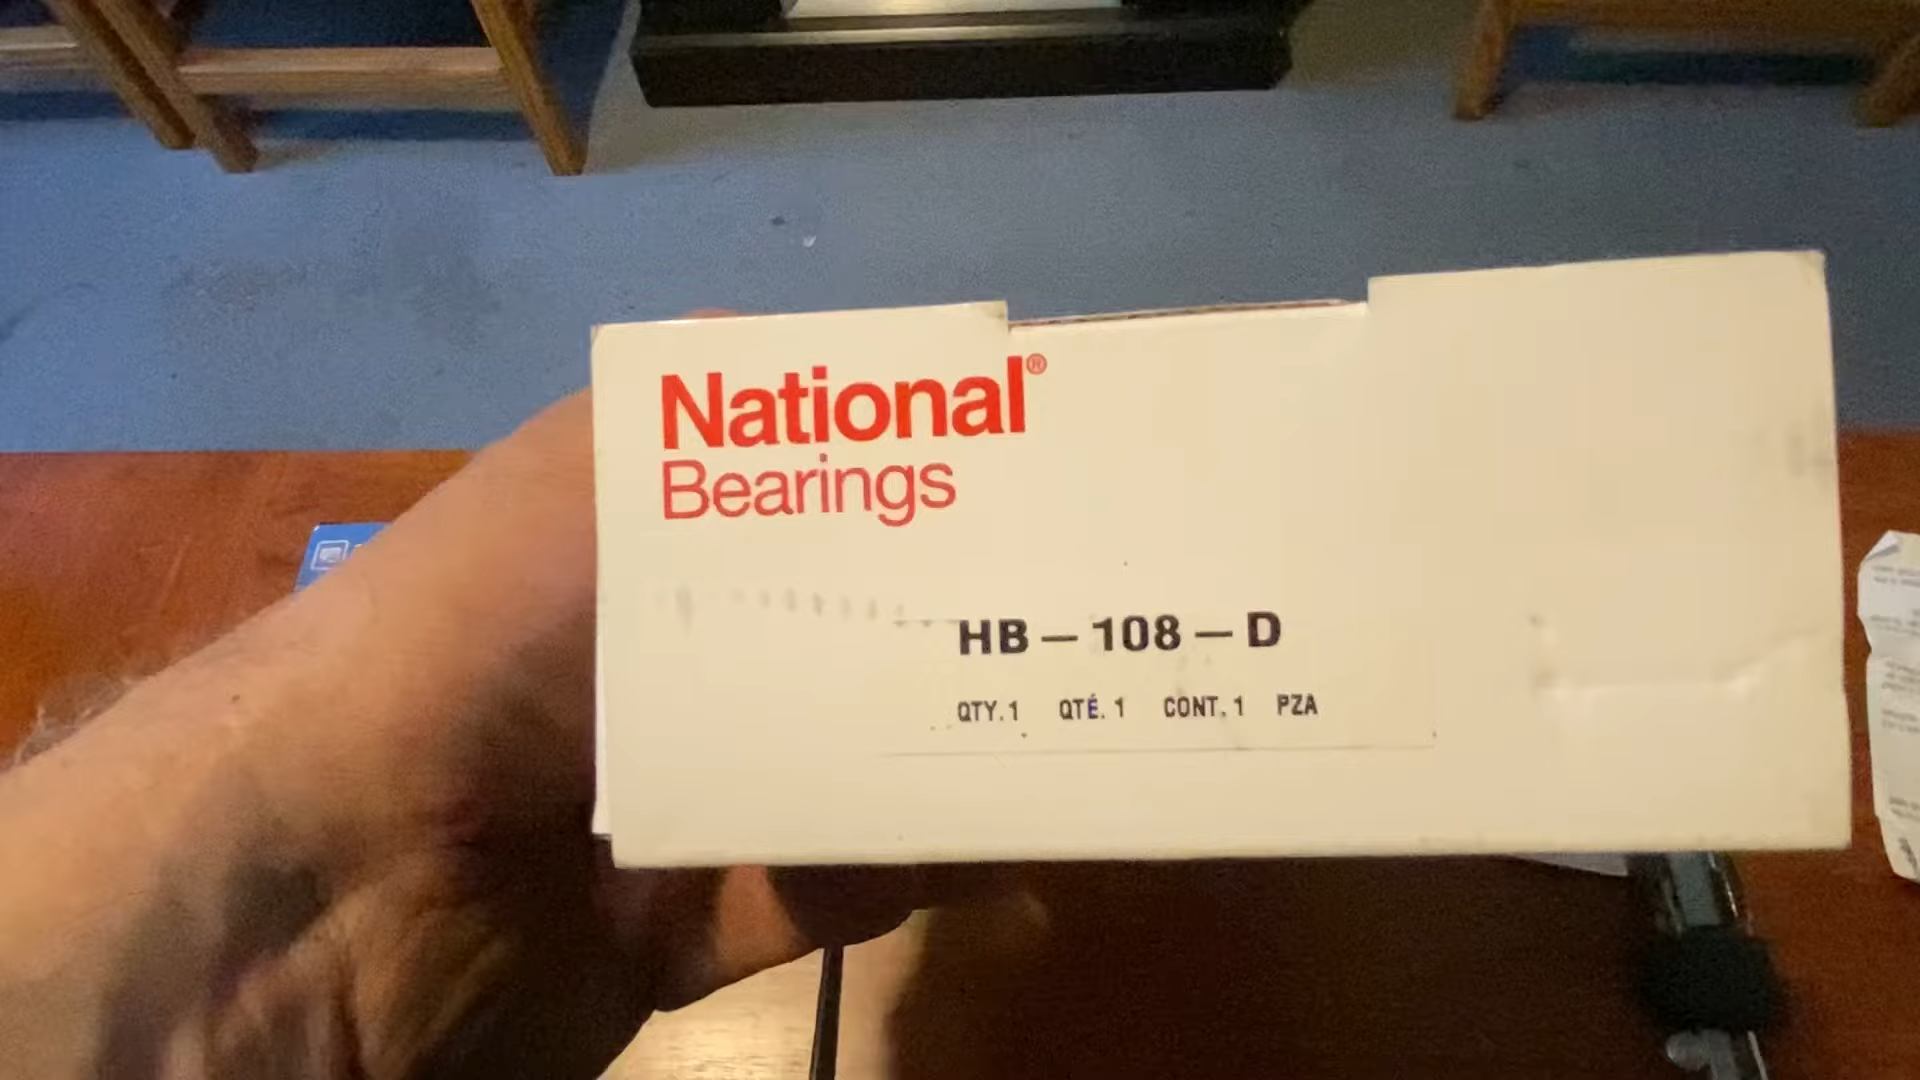 National®
Bearings
HB – 108 – D
QTY. 1 QTÉ. 1 CONT. 1 PZA